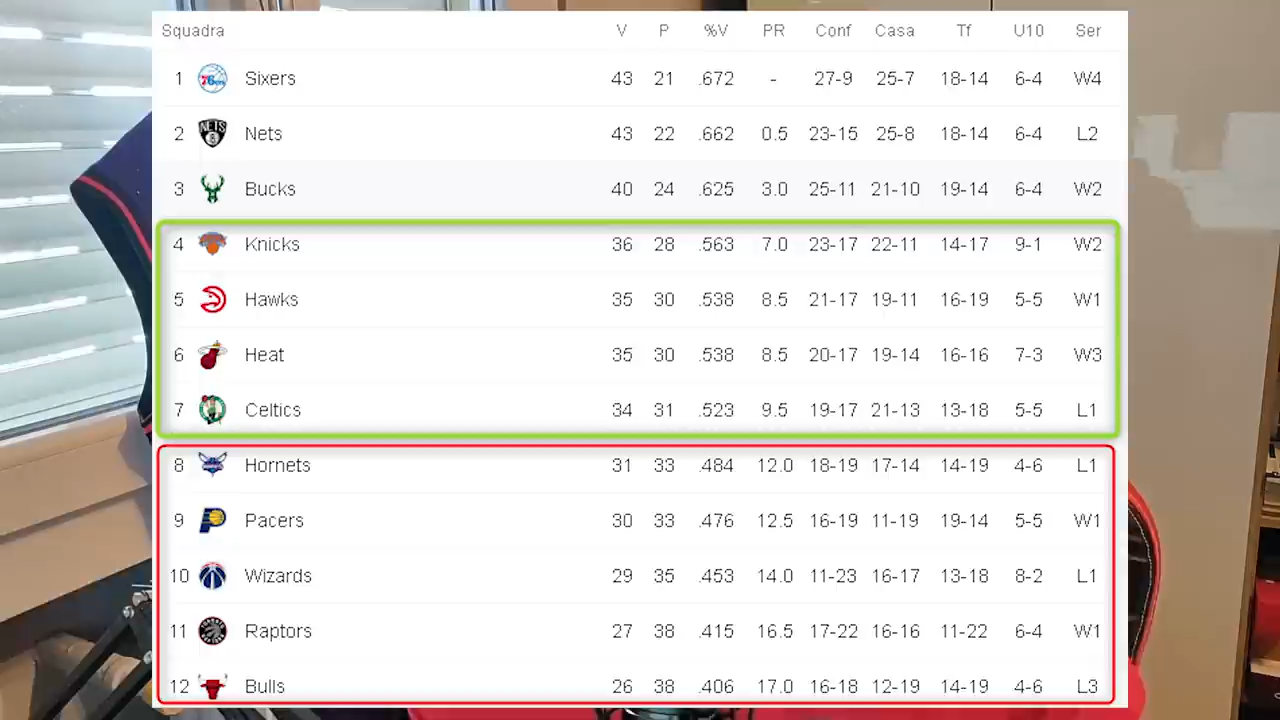 Squadra V P %V PR Conf Casa Tf U10 Ser
1 76ers Sixers 43 21 .672 - 27-9 25-7 18-14 6-4 W4
2 NETS B Nets 43 22 .662 0.5 23-15 25-8 18-14 6-4 L2
3 Bucks 40 24 .625 3.0 25-11 21-10 19-14 6-4 W2
4 Knicks 36 28 .563 7.0 23-17 22-11 14-17 9-1 W2
5 Hawks 35 30 .538 8.5 21-17 19-11 16-19 5-5 W1
6 Heat 35 30 .538 8.5 20-17 19-14 16-16 7-3 W3
7 Celtics 34 31 .523 9.5 19-17 21-13 13-18 5-5 L1
8 Hornets 31 33 .484 12.0 18-19 17-14 14-19 4-6 L1
9 Pacers 30 33 .476 12.5 16-19 11-19 19-14 5-5 W1
10 Wizards 29 35 .453 14.0 11-23 16-17 13-18 8-2 L1
11 Raptors 27 38 .415 16.5 17-22 16-16 11-22 6-4 W1
12 Bulls 26 38 .406 17.0 16-18 12-19 14-19 4-6 L3